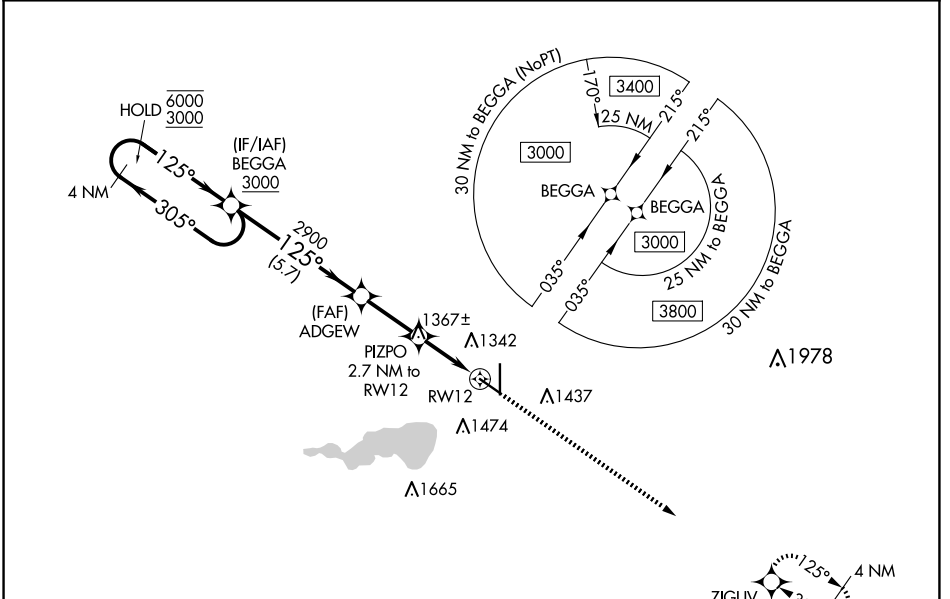 HOLD
6000
3000
4 NM
125°
305°
(IF/IAF)
BEGGA
3000
2900
125°
(5.7)
(FAF)
ADGEW
PIZPO
2.7 NM to
RW12
1367±
1342
RW12
1437
1474
1665
1978
30 NM to BEGGA (NoPT)
170°
3400
25 NM
215°
3000
BEGGA
035°
215°
BEGGA
3000
25 NM to BEGGA
035°
3800
30 NM to BEGGA
125°
4 NM